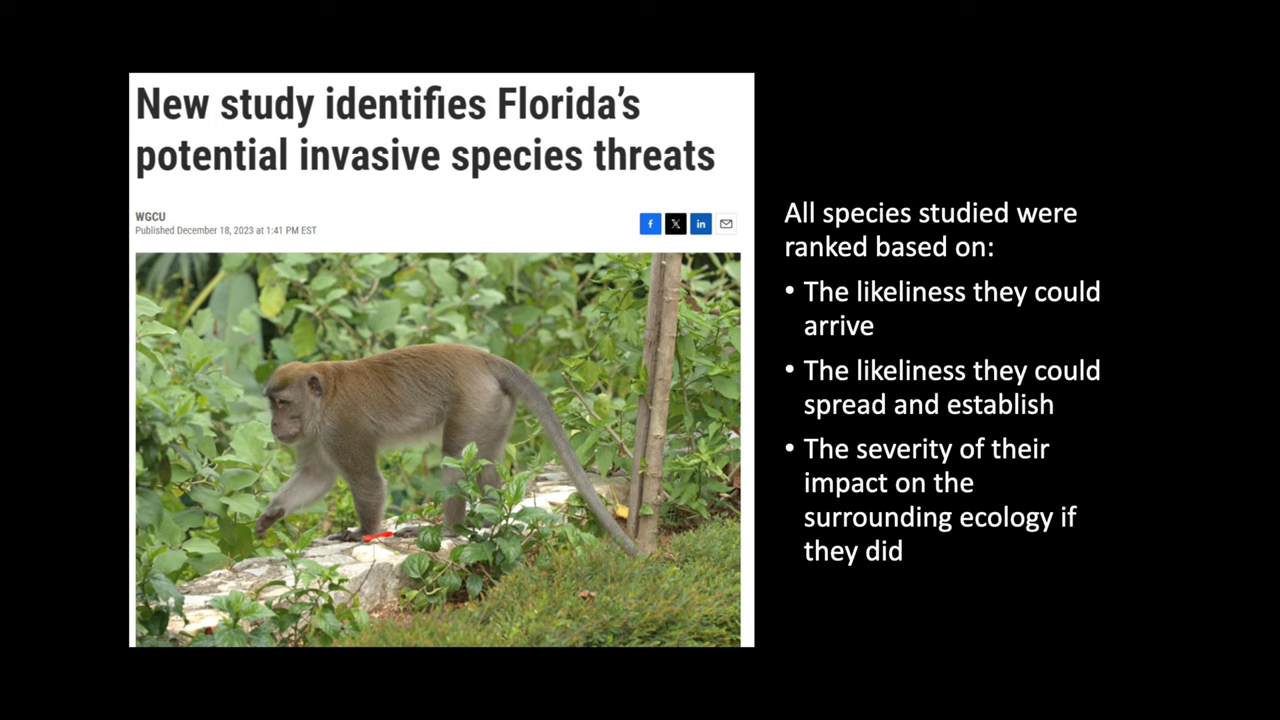 New study identifies Florida’s
potential invasive species threats
WGCU
Published December 18, 2023 at 1:41 PM EST
f
X
in
All species studied were
ranked based on:
• The likeliness they could
arrive
• The likeliness they could
spread and establish
• The severity of their
impact on the
surrounding ecology if
they did